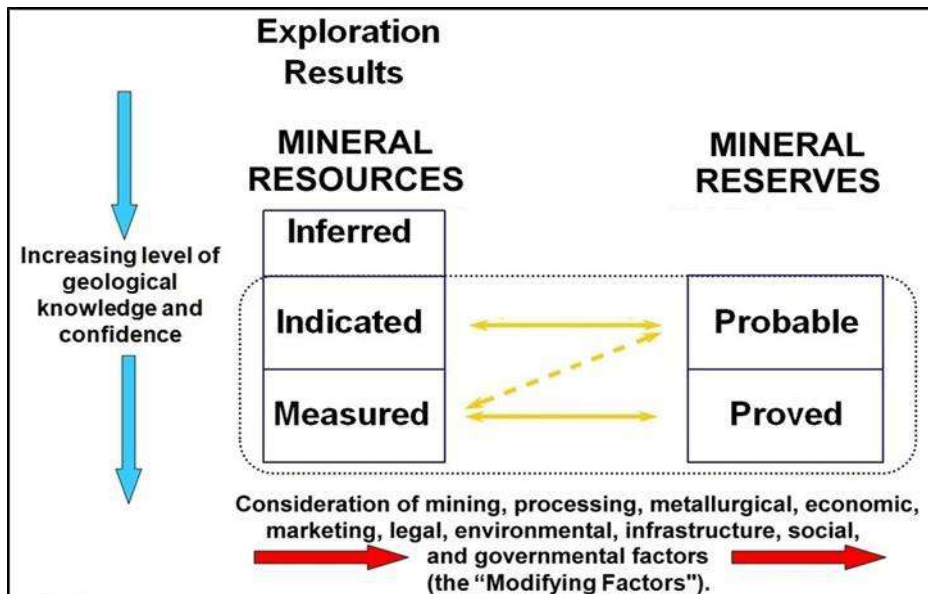 Exploration
Results
MINERAL
RESOURCES
MINERAL
RESERVES
Inferred
Increasing level of
geological
knowledge and
confidence
Indicated
Probable
Measured
Proved
Consideration of mining, processing, metallurgical, economic,
marketing, legal, environmental, infrastructure, social,
and governmental factors
(the “Modifying Factors").